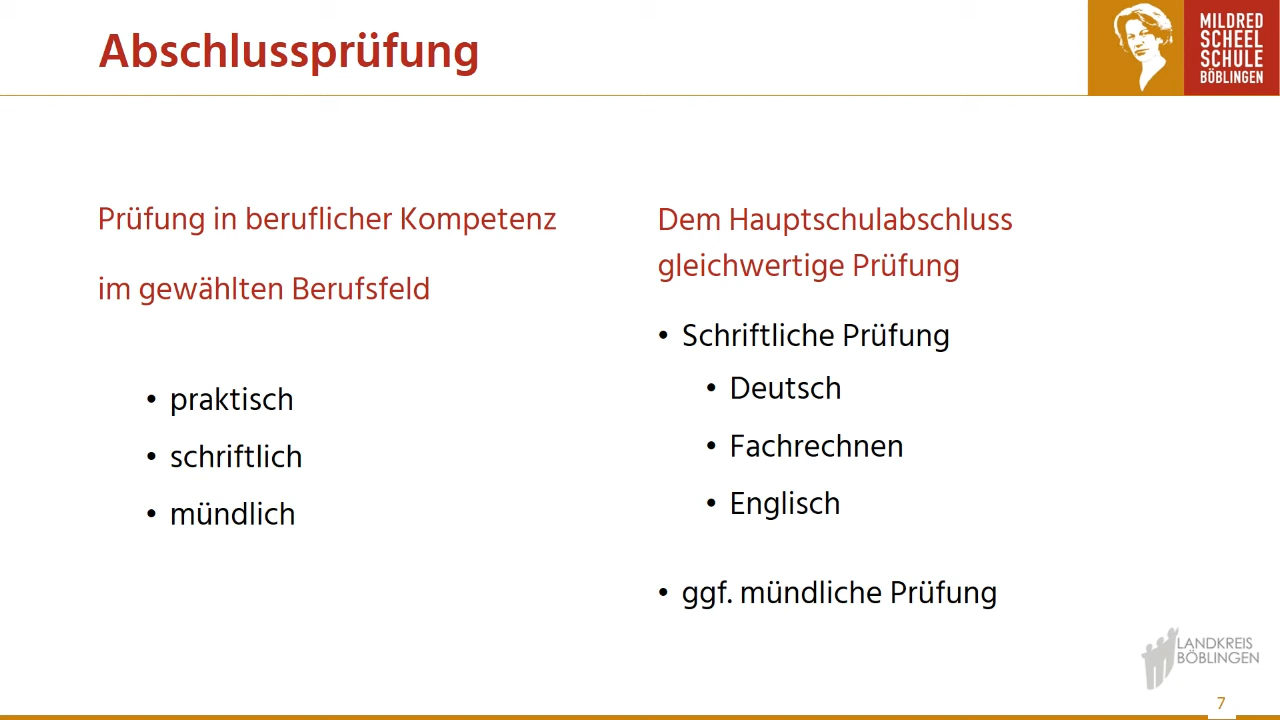 Abschlussprüfung
MILDRED
SCHEEL
SCHULE
BÖBLINGEN
Prüfung in beruflicher Kompetenz
im gewählten Berufsfeld
• praktisch
• schriftlich
• mündlich
Dem Hauptschulabschluss
gleichwertige Prüfung
• Schriftliche Prüfung
• Deutsch
• Fachrechnen
• Englisch
• ggf. mündliche Prüfung
LANDKREIS
BÖBLINGEN
7